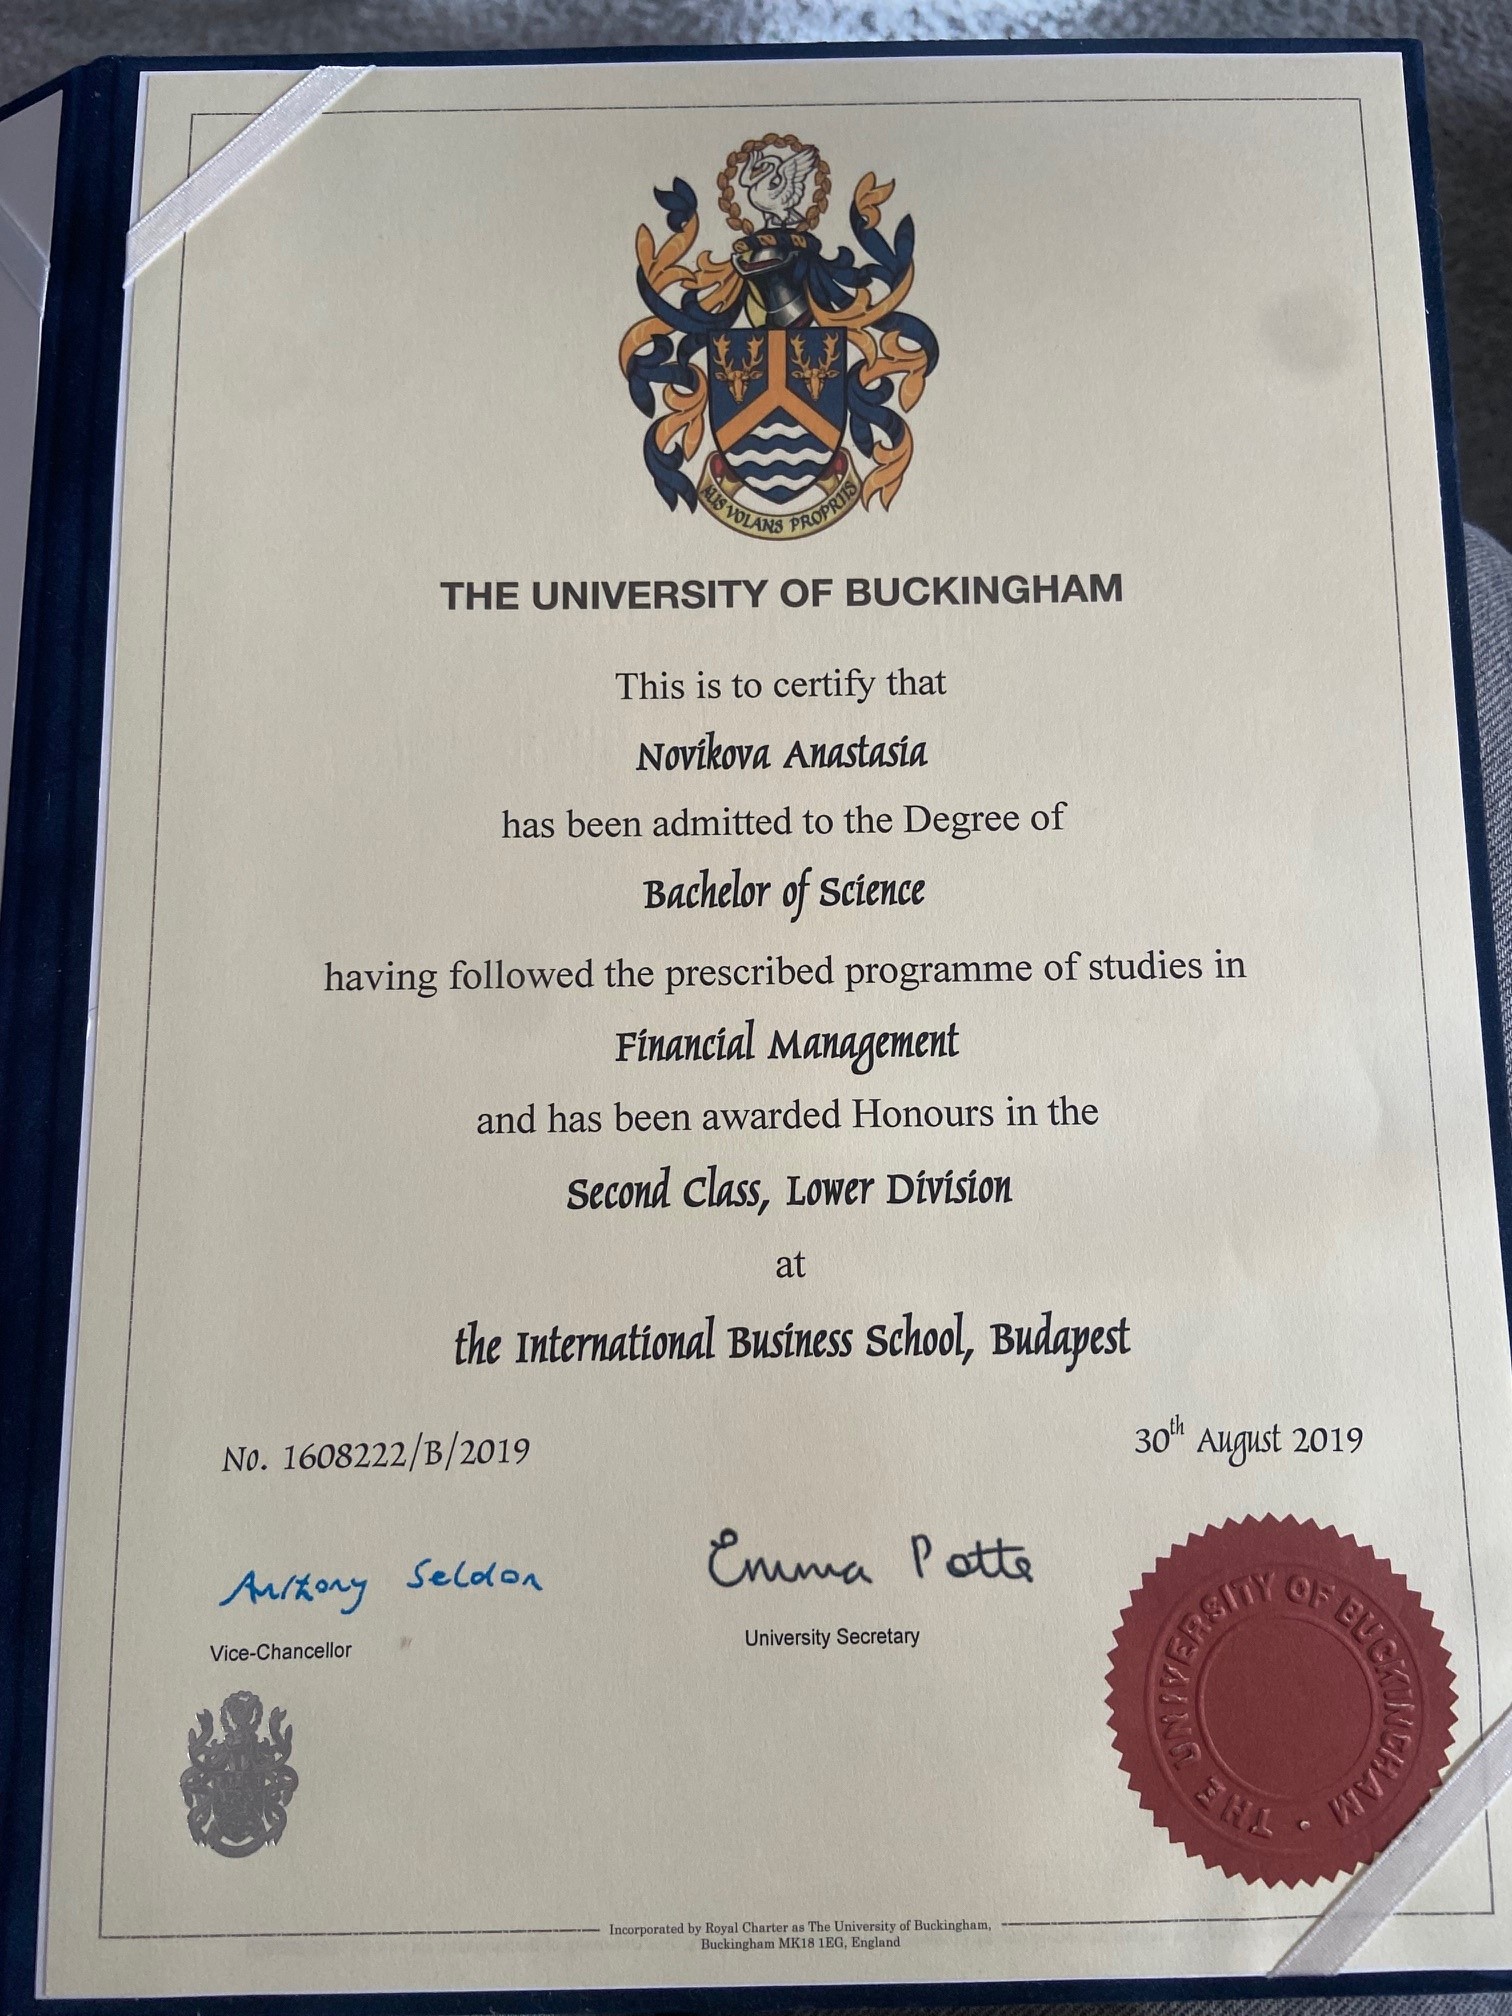 ALIS VOLANS PROPRIIS
THE UNIVERSITY OF BUCKINGHAM
This is to certify that
Novikova Anastasia
has been admitted to the Degree of
Bachelor of Science
having followed the prescribed programme of studies in
Financial Management
and has been awarded Honours in the
Second Class, Lower Division
at
the International Business School, Budapest
No. 1608222/B/2019
30th August 2019
Anthony Seldon
Emma Potts
Vice-Chancellor
University Secretary
THE UNIVERSITY OF BUCKINGHAM
Incorporated by Royal Charter as The University of Buckingham,
Buckingham MK18 1EG, England